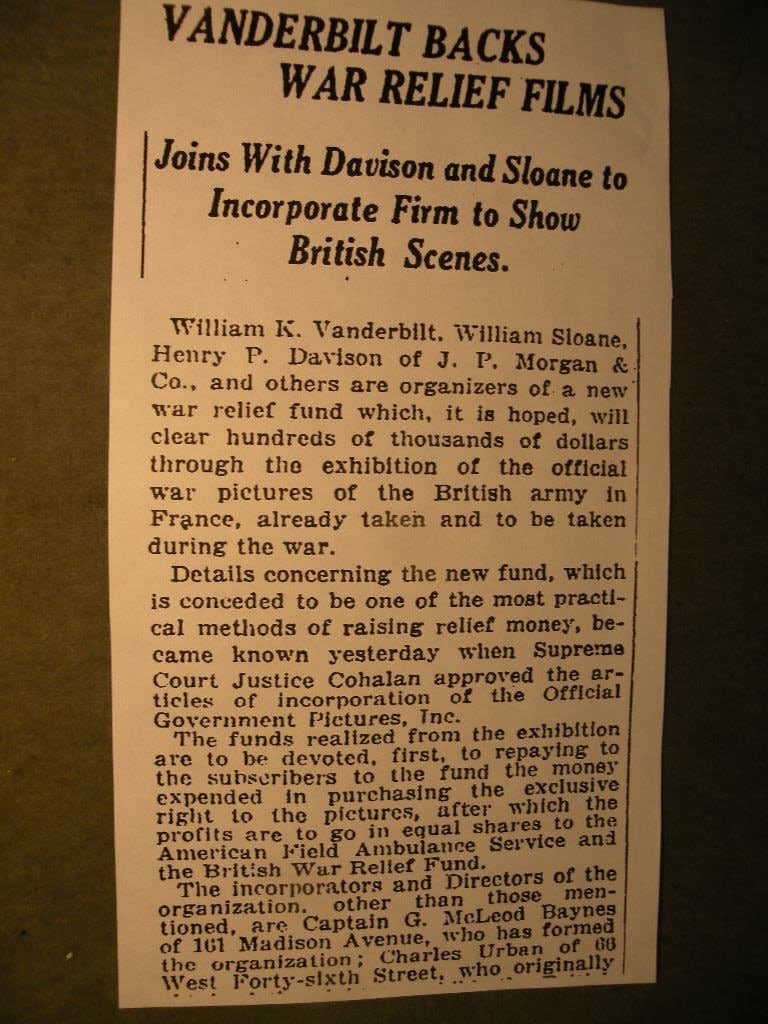 VANDERBILT BACKS
WAR RELIEF FILMS
Joins With Davison and Sloane to
Incorporate Firm to Show
British Scenes.
William K. Vanderbilt, William Sloane,
Henry P. Davison of J. P. Morgan &
Co., and others are organizers of a new
war relief fund which, it is hoped, will
clear hundreds of thousands of dollars
through the exhibition of the official
war pictures of the British army in
France, already taken and to be taken
during the war.
Details concerning the new fund, which
is conceded to be one of the most practi-
cal methods of raising relief money, be-
came known yesterday when Supreme
Court Justice Cohalan approved the ar-
ticles of incorporation of the Official
Government Pictures, Inc.
The funds realized from the exhibition
are to be devoted, first, to repaying to
the subscribers to the fund the money
expended in purchasing the exclusive
right to the pictures, after which the
profits are to go in equal shares to the
American Field Ambulance Service and
the British War Relief Fund.
The incorporators and Directors of the
organization, other than those men-
tioned, are Captain G. McLeod Baynes
of 161 Madison Avenue, who has formed
the organization; Charles Urban of 66
West Forty-sixth Street, who originally